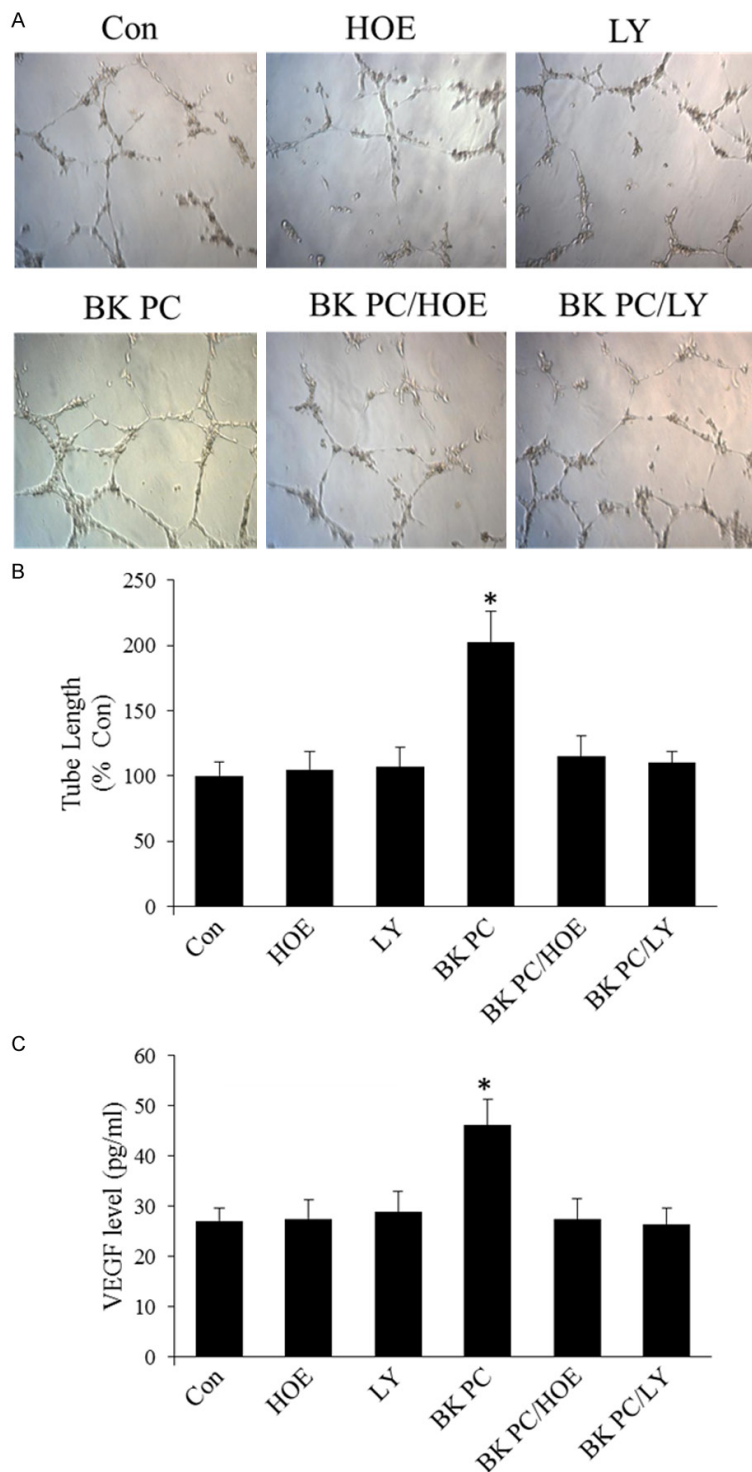 A
Con HOE LY
BK PC BK PC/HOE BK PC/LY
B
Tube Length
(% Con)
250
200
150
100
50
0
*
Con HOE LY BK PC BK PC/HOE BK PC/LY
C
VEGF level (pg/ml)
60
50
40
30
20
10
0
*
Con HOE LY BK PC BK PC/HOE BK PC/LY